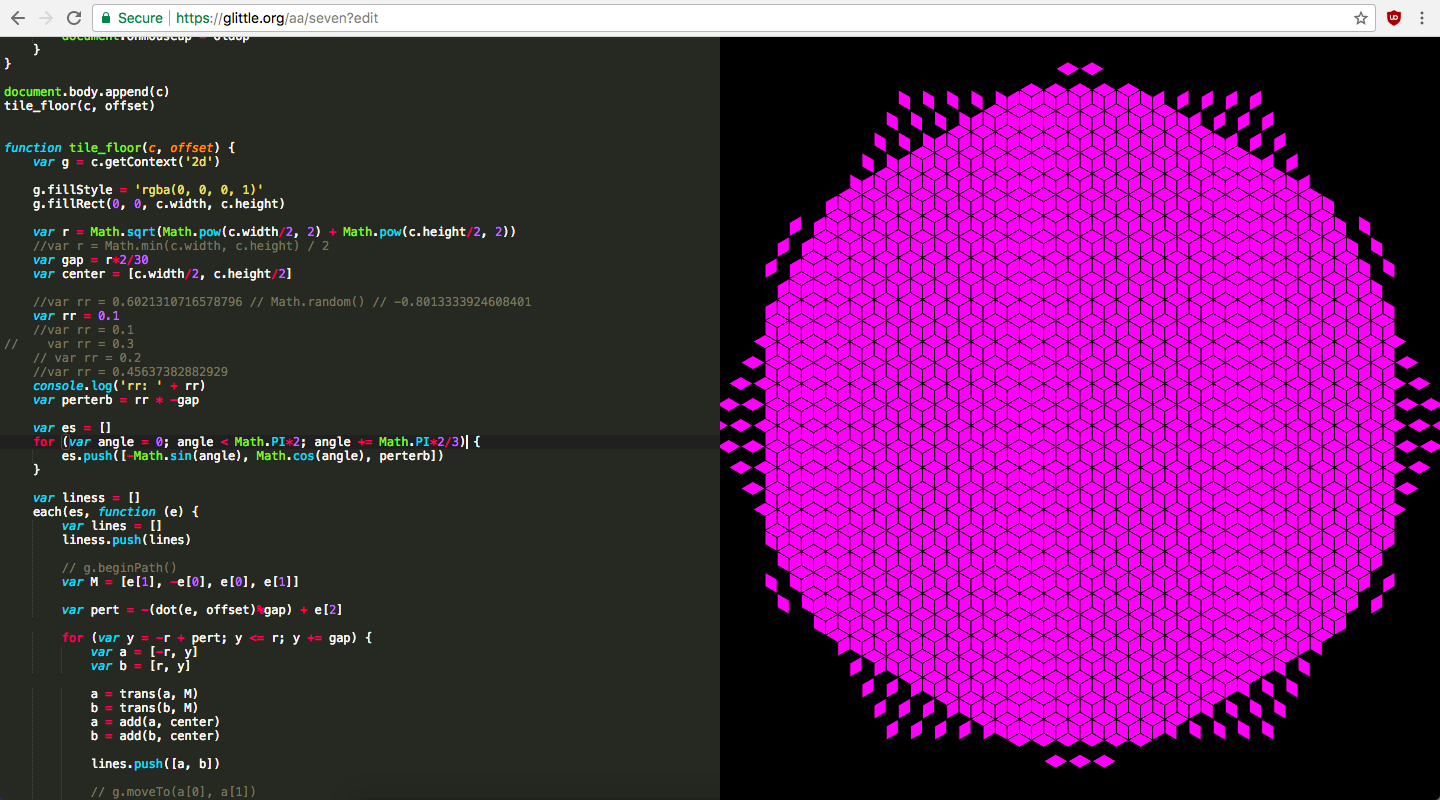 Secure | https://glittle.org/aa/seven?edit
document.onmouseup = oldUp
}
}
document.body.append(c)
tile_floor(c, offset)
function tile_floor(c, offset) {
var g = c.getContext('2d')
g.fillStyle = 'rgba(0, 0, 0, 1)'
g.fillRect(0, 0, c.width, c.height)
var r = Math.sqrt(Math.pow(c.width/2, 2) + Math.pow(c.height/2, 2))
//var r = Math.min(c.width, c.height) / 2
var gap = r*2/30
var center = [c.width/2, c.height/2]
//var rr = 0.6021310716578796 // Math.random() // -0.8013333924608401
var rr = 0.1
//var rr = 0.1
// var rr = 0.3
// var rr = 0.2
//var rr = 0.45637382882929
console.log('rr: ' + rr)
var perterb = rr * -gap
var es = []
for (var angle = 0; angle < Math.PI*2; angle += Math.PI*2/3) {
es.push([-Math.sin(angle), Math.cos(angle), perterb])
}
var liness = []
each(es, function (e) {
var lines = []
liness.push(lines)
// g.beginPath()
var M = [e[1], -e[0], e[0], e[1]]
var pert = -(dot(e, offset)%gap) + e[2]
for (var y = -r + pert; y <= r; y += gap) {
var a = [-r, y]
var b = [r, y]
a = trans(a, M)
b = trans(b, M)
a = add(a, center)
b = add(b, center)
lines.push([a, b])
// g.moveTo(a[0], a[1])